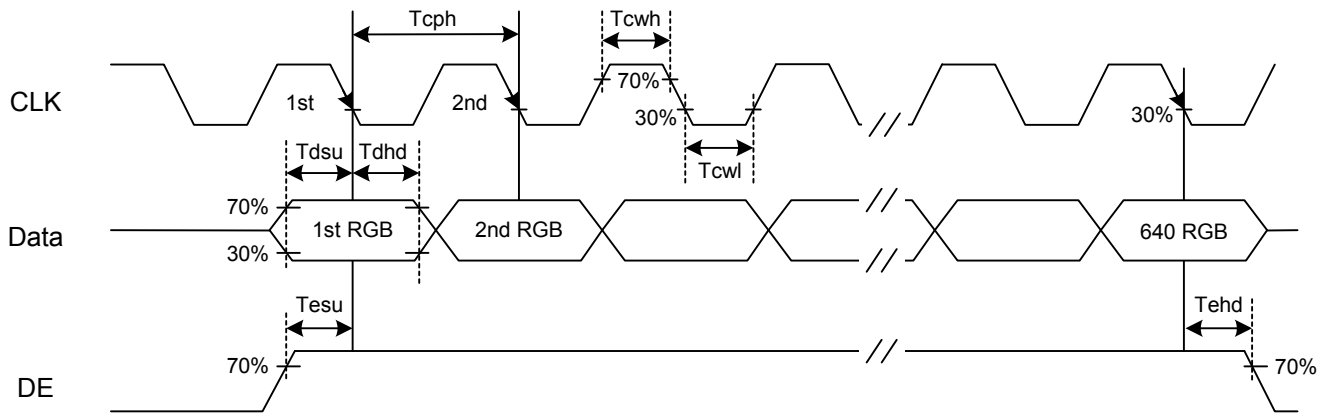 Tcph
Tcwh
CLK
1st
2nd
70%
30%
30%
Tdsu
Tdhd
Tcwl
Data
70%
30%
1st RGB
2nd RGB
640 RGB
Tesu
Tehd
DE
70%
70%